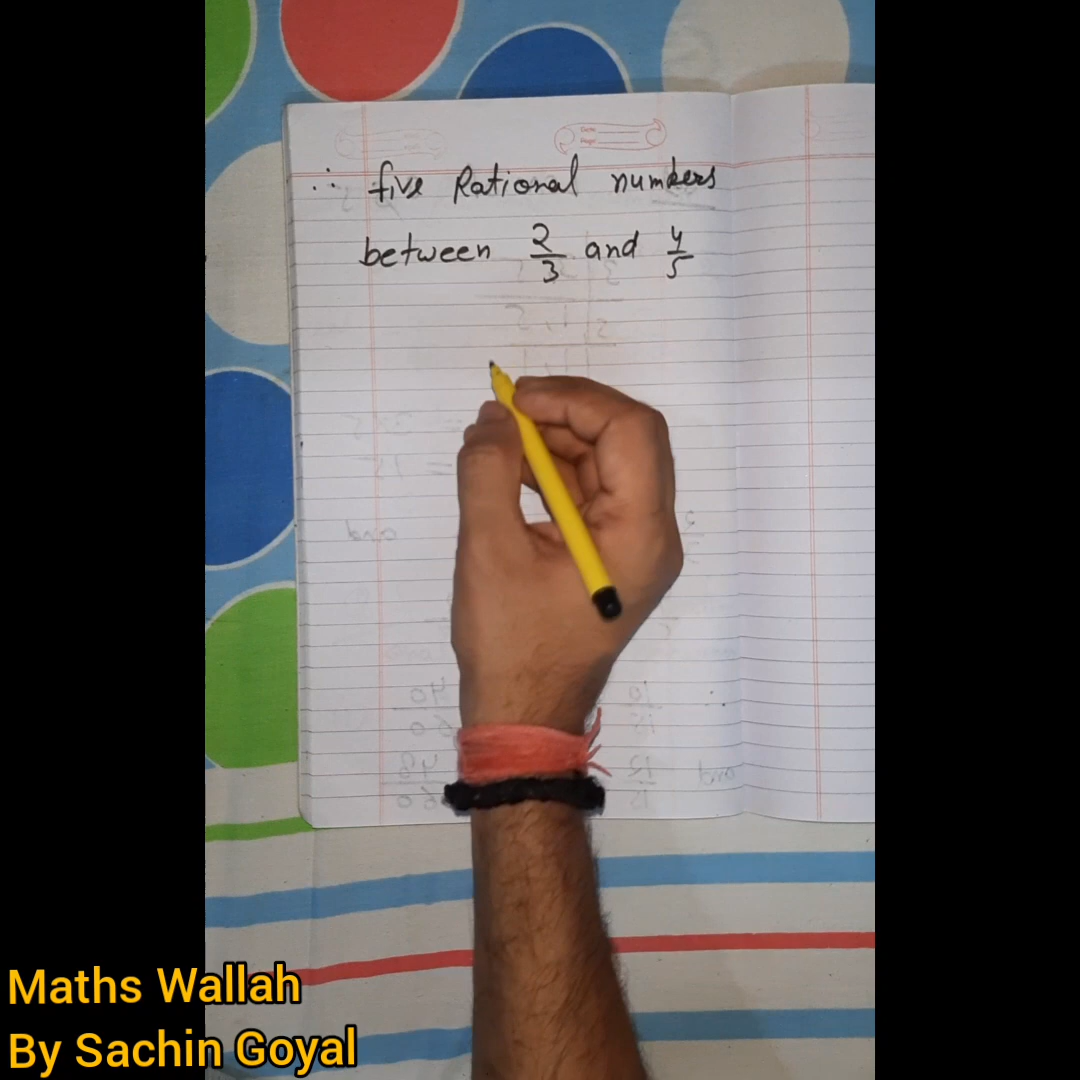 ∴ five Rational numbers
between 2/3 and 4/5
Maths Wallah
By Sachin Goyal